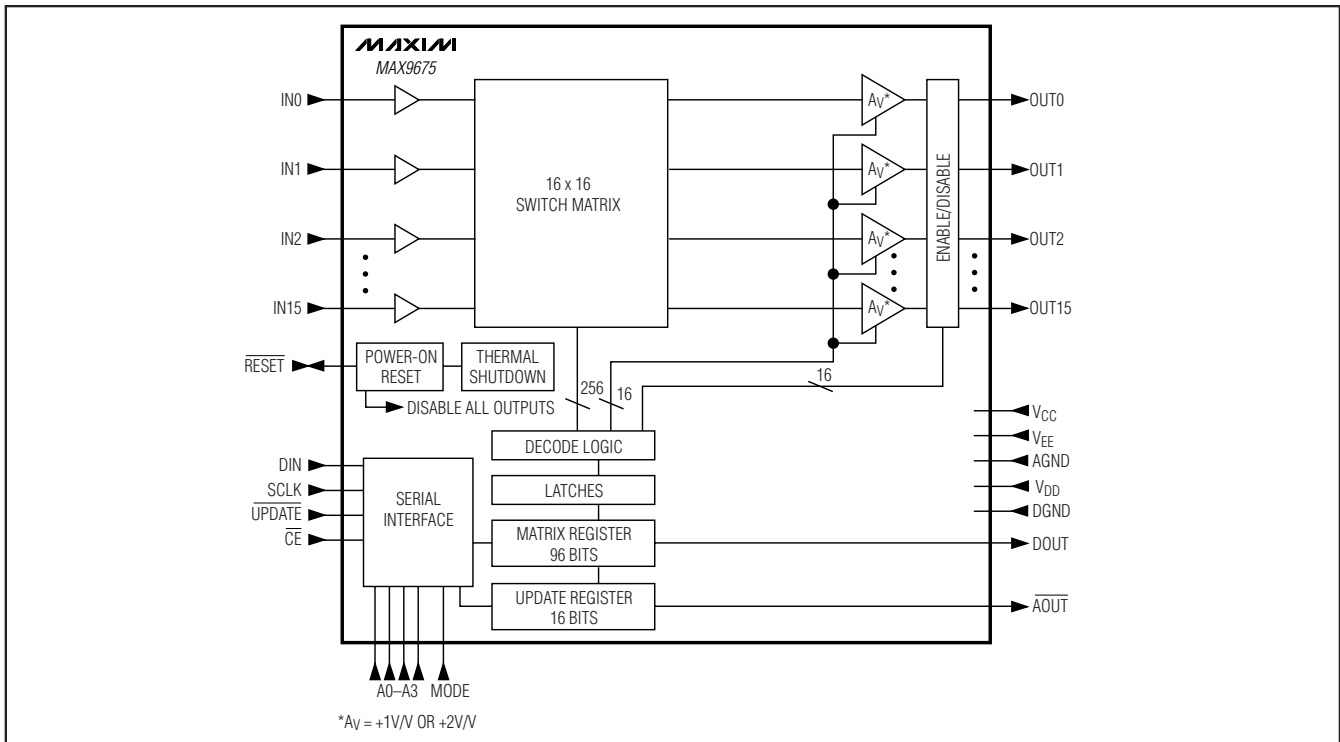 MAXIM
MAX9675
IN0
IN1
IN2
IN15
16 x 16
SWITCH MATRIX
AV*
AV*
AV*
AV*
ENABLE/DISABLE
OUT0
OUT1
OUT2
OUT15
RESET
POWER-ON
RESET
THERMAL
SHUTDOWN
DISABLE ALL OUTPUTS
256
16
16
DECODE LOGIC
LATCHES
MATRIX REGISTER
96 BITS
UPDATE REGISTER
16 BITS
DIN
SCLK
UPDATE
CE
SERIAL
INTERFACE
VCC
VEE
AGND
VDD
DGND
DOUT
AOUT
A0–A3
MODE
*AV = +1V/V OR +2V/V